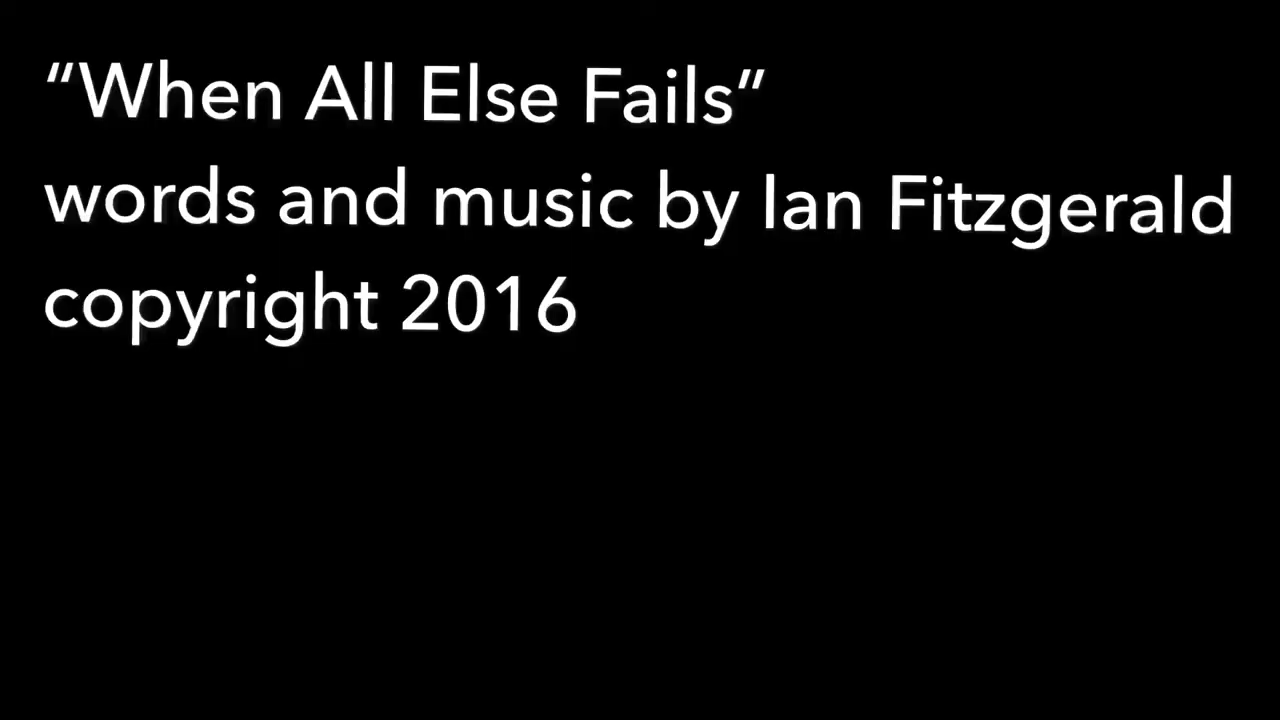 “When All Else Fails”
words and music by Ian Fitzgerald
copyright 2016